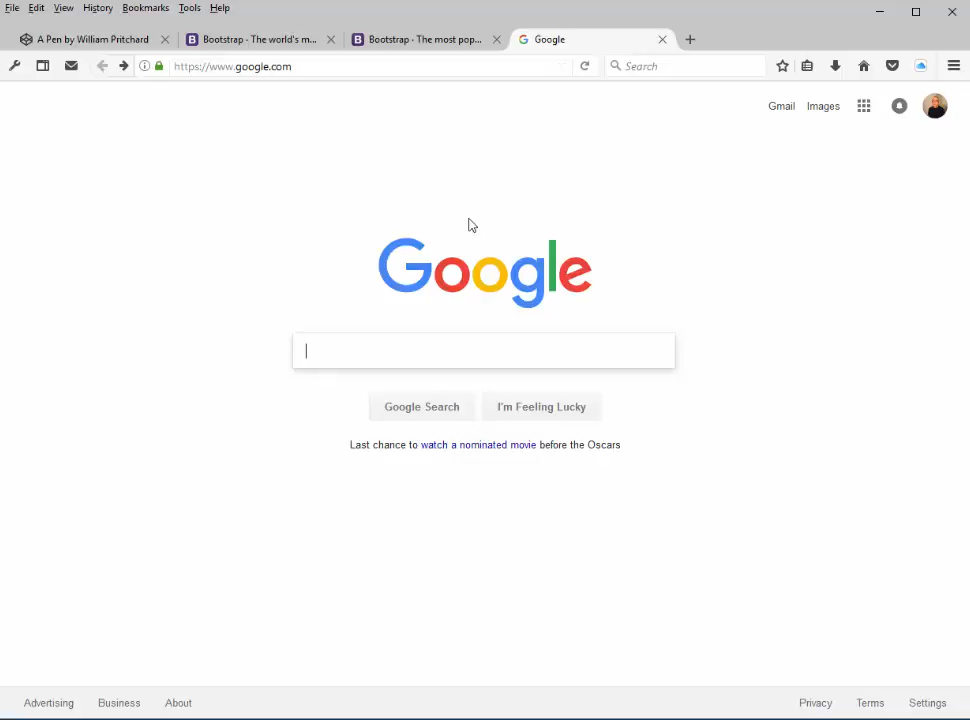 File Edit View History Bookmarks Tools Help
A Pen by William Pritchard
Bootstrap - The world's m...
Bootstrap - The most pop...
Google
https://www.google.com
Search
Gmail Images
Google
Google Search
I'm Feeling Lucky
Last chance to watch a nominated movie before the Oscars
Advertising Business About Privacy Terms Settings